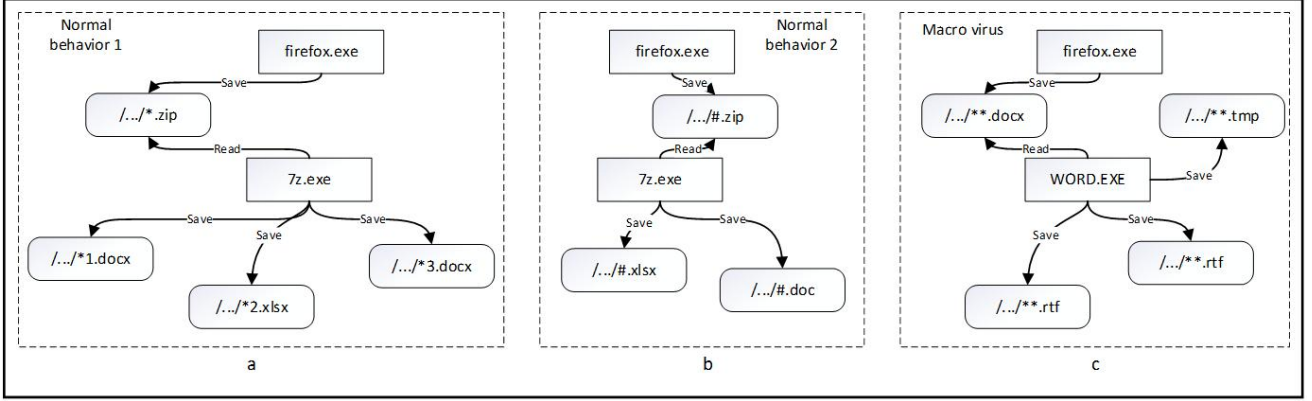 Normal
behavior 1
firefox.exe
Save
/.../*.zip
Read
7z.exe
Save
Save
Save
/.../*1.docx
/.../*2.xlsx
/.../*3.docx
a
Normal
behavior 2
firefox.exe
Save
/.../#.zip
Read
7z.exe
Save
Save
/.../#.xlsx
/.../#.doc
b
Macro virus
firefox.exe
Save
/.../**.docx
/.../**.tmp
Read
WORD.EXE
Save
Save
Save
/.../**.rtf
/.../**.rtf
c